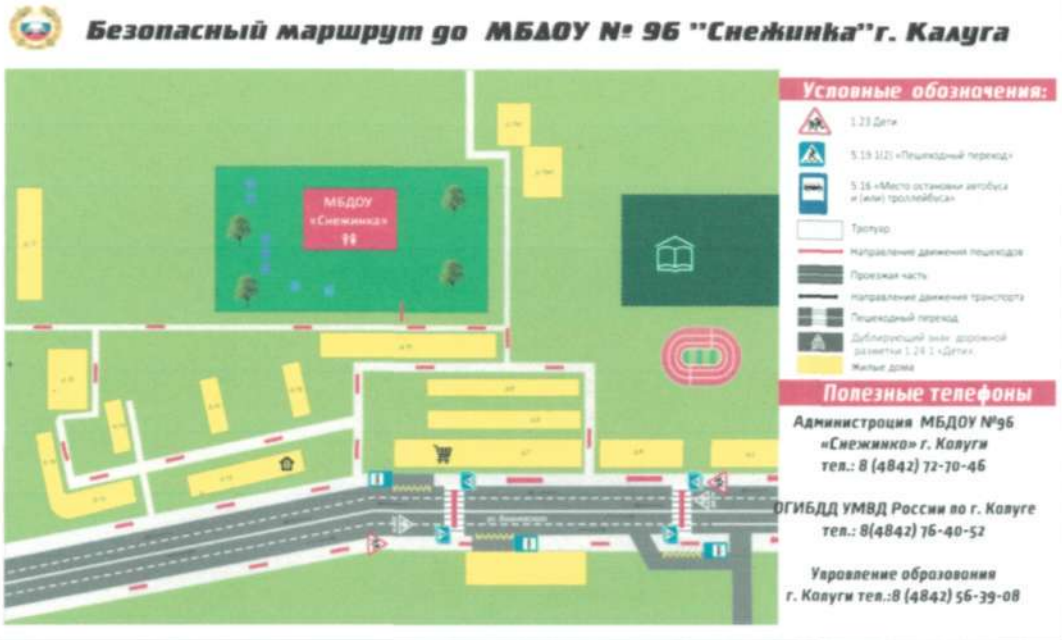 Безопасный маршрут до МБДОУ № 96 "Снежинка"г. Калуга
МБДОУ
«Снежинка»
96
Условные обозначения:
1.23 Дети
5.19 1(2) «Пешеходный переход»
5.16 «Место остановки автобуса
и (или) троллейбуса»
Тротуар
Направление движения пешеходов
Проезжая часть
Направление движения транспорта
Пешеходный переход
Дублирующий знак дорожной
разметки 1.24.1 «Дети».
Жилые дома
Полезные телефоны
Администрация МБДОУ №96
«Снежинко» г. Калуги
тел.: 8 (4842) 72-70-46
ОГИБДД УМВД России по г. Калуге
тел.: 8(4842) 76-40-52
Управление образования
г. Калуги тел.:8 (4842) 56-39-08